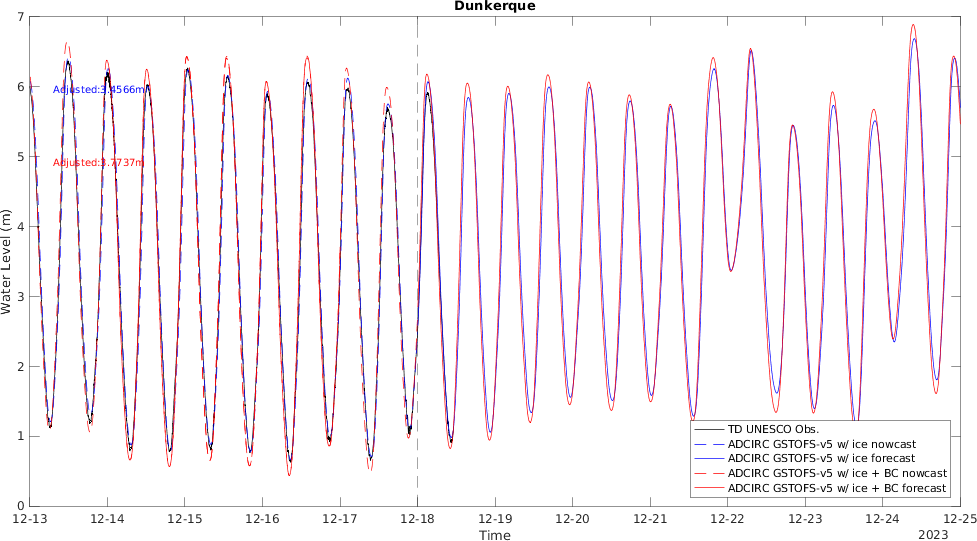 Dunkerque
Water Level (m)
7
6
5
4
3
2
1
0
Adjusted:3.4566m
Adjusted:3.7737m
TD UNESCO Obs.
ADCIRC GSTOFS-v5 w/ ice nowcast
ADCIRC GSTOFS-v5 w/ ice forecast
ADCIRC GSTOFS-v5 w/ ice + BC nowcast
ADCIRC GSTOFS-v5 w/ ice + BC forecast
12-13 12-14 12-15 12-16 12-17 12-18 12-19 12-20 12-21 12-22 12-23 12-24 12-25
Time
2023